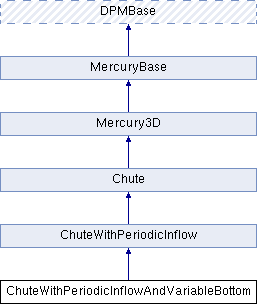 DPMBase
MercuryBase
Mercury3D
Chute
ChuteWithPeriodicInflow
ChuteWithPeriodicInflowAndVariableBottom